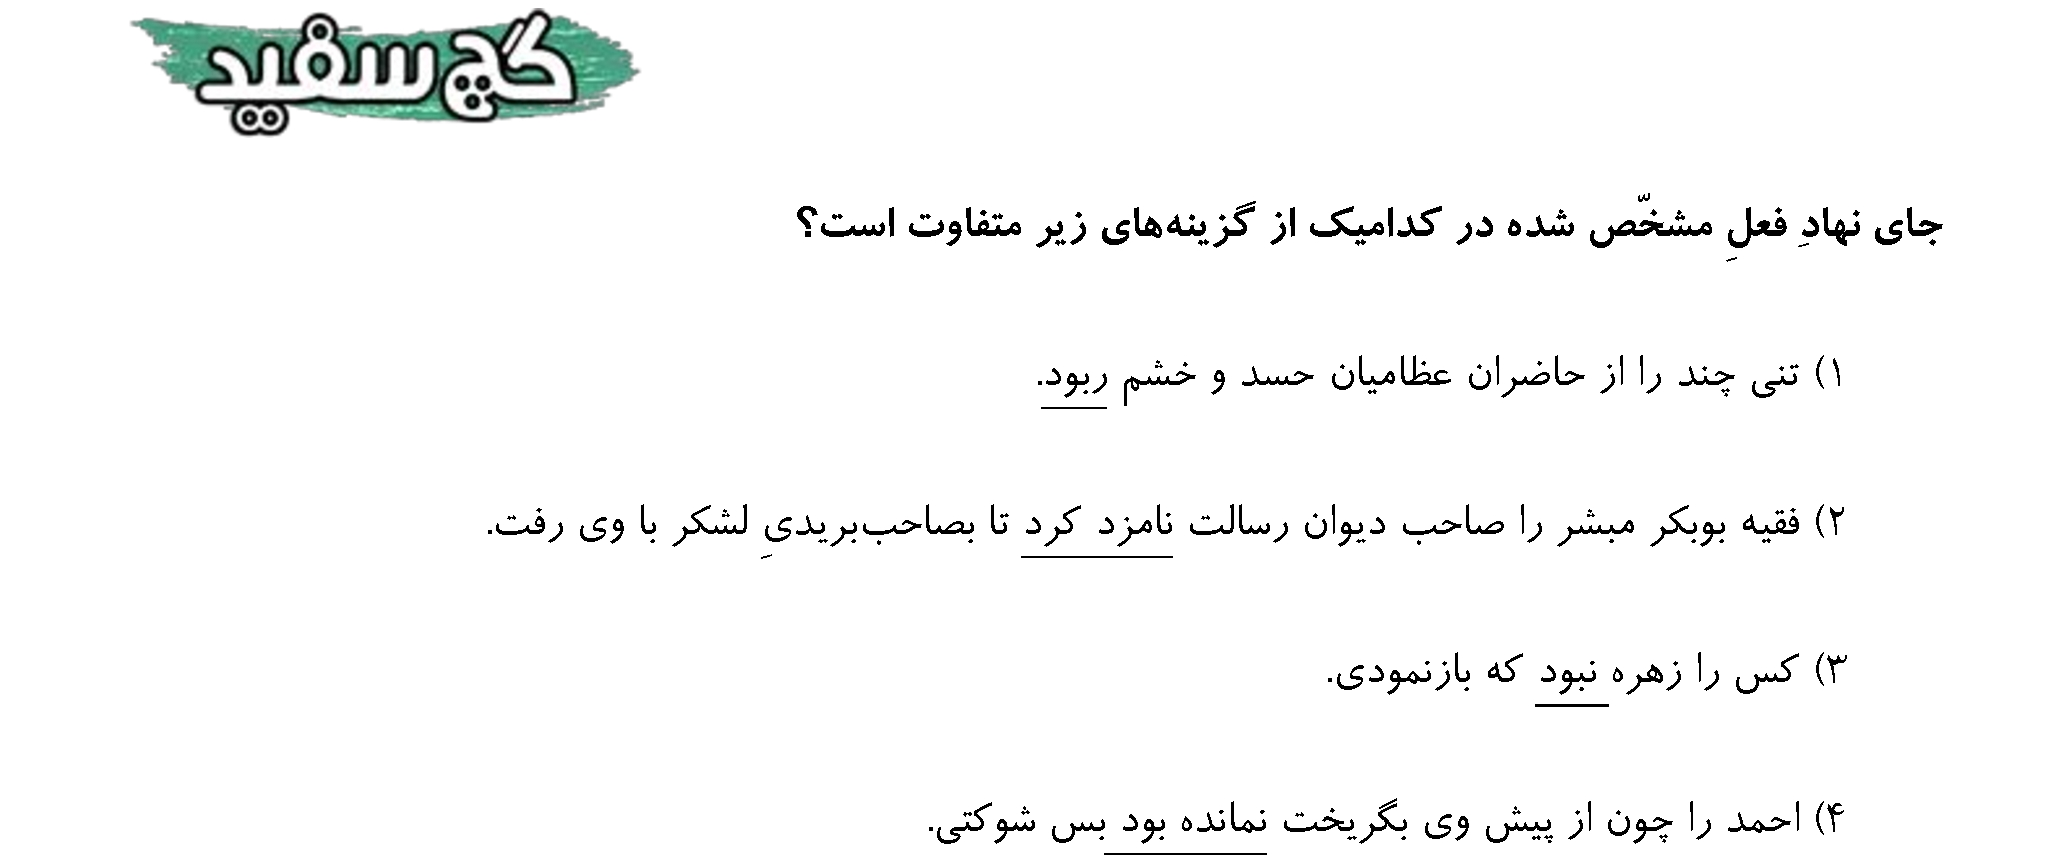 گچ سفید
جای نهادِ فعلِ مشخّص شده در کدامیک از گزینه‌های زیر متفاوت است؟
۱) تنی چند را از حاضران عظامیان حسد و خشم ربود.
۲) فقیه بوبکر مبشر را صاحب دیوان رسالت نامزد کرد تا بصاحب‌بریدیِ لشکر با وی رفت.
۳) کس را زهره نبود که بازنمودی.
۴) احمد را چون از پیش وی بگریخت نمانده بود بس شوکتی.